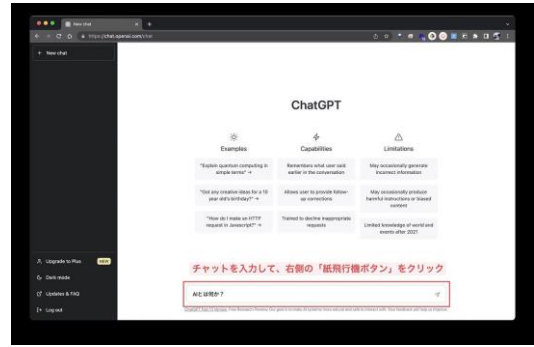 New chat
https://chat.openai.com/chat
+ New chat
ChatGPT
Examples
Capabilities
Limitations
"Explain quantum computing in
simple terms" →
Remembers what user said
earlier in the conversation
May occasionally generate
incorrect information
"Got any creative ideas for a 10
year old's birthday?" →
Allows user to provide follow-
up corrections
May occasionally produce
harmful instructions or biased
content
"How do I make an HTTP
request in Javascript?" →
Trained to decline inappropriate
requests
Limited knowledge of world and
events after 2021
Upgrade to Plus NEW
Dark mode
Updates & FAQ
Log out
チャットを入力して、右側の「紙飛行機ボタン」をクリック
AIとは何か？